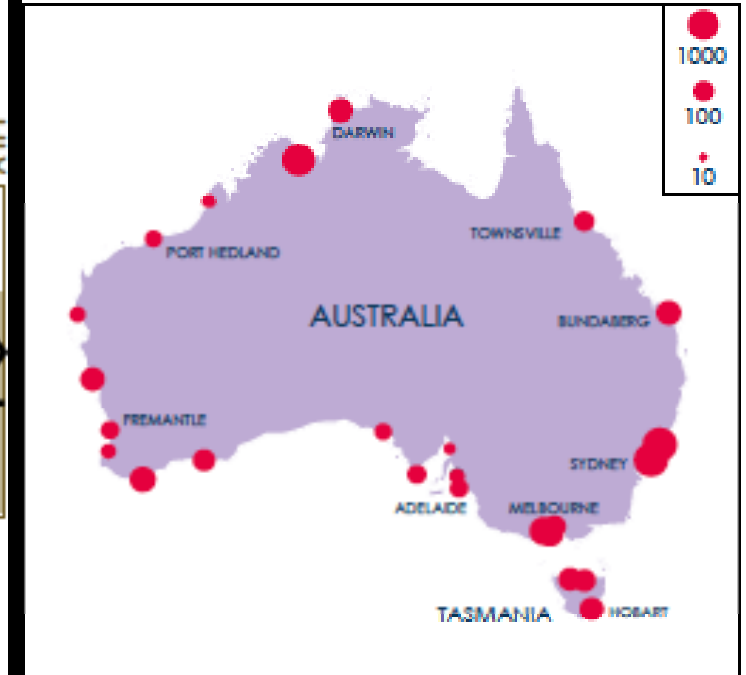 1000
100
10
DARWIN
PORT HEDLAND
TOWNSVILLE
AUSTRALIA
BUNDABERG
FREMANTLE
SYDNEY
ADELAIDE
MELBOURNE
TASMANIA
HOBART